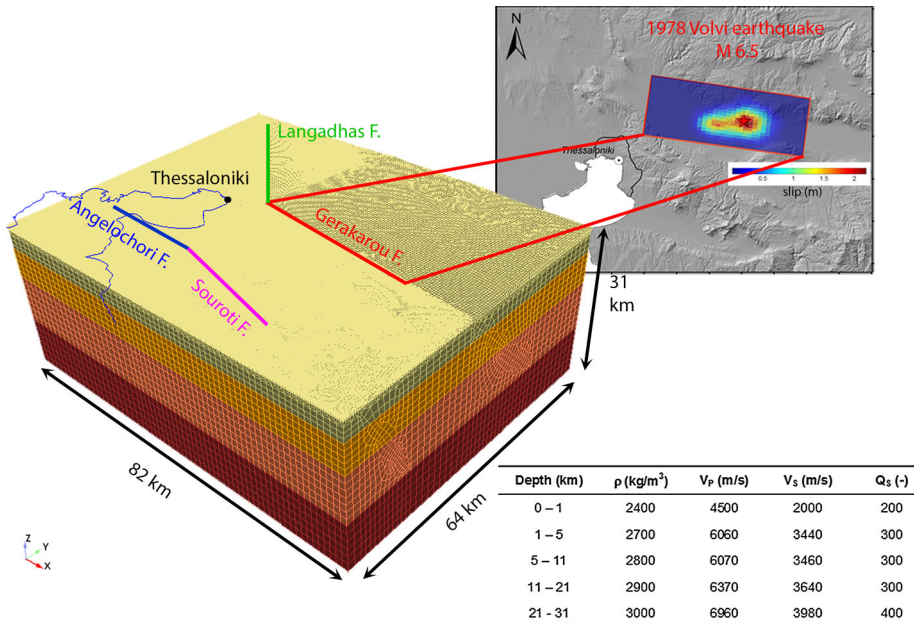 N
1978 Volvi earthquake
M 6.5
Thessaloniki
0.5 1 1.5 2
slip (m)
Langadhas F.
Thessaloniki
Gerakarou F.
Angelochori F.
Souroti F.
31
km
82 km
64 km
Z
Y
X
Depth (km) ρ (kg/m³) V_P (m/s) V_S (m/s) Q_S (-)
0 – 1 2400 4500 2000 200
1 – 5 2700 6060 3440 300
5 – 11 2800 6070 3460 300
11 – 21 2900 6370 3640 300
21 - 31 3000 6960 3980 400